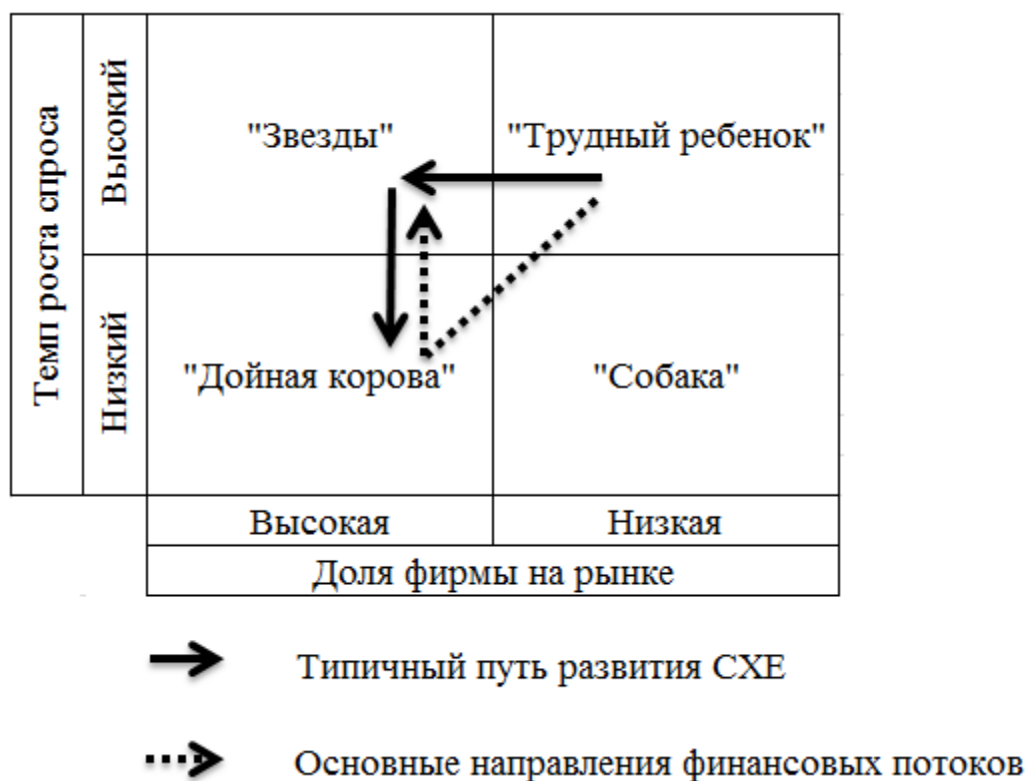 Темп роста спроса
Высокий
"Звезды"
"Трудный ребенок"
Низкий
"Дойная корова"
"Собака"
Высокая
Низкая
Доля фирмы на рынке
Типичный путь развития СХЕ
Основные направления финансовых потоков